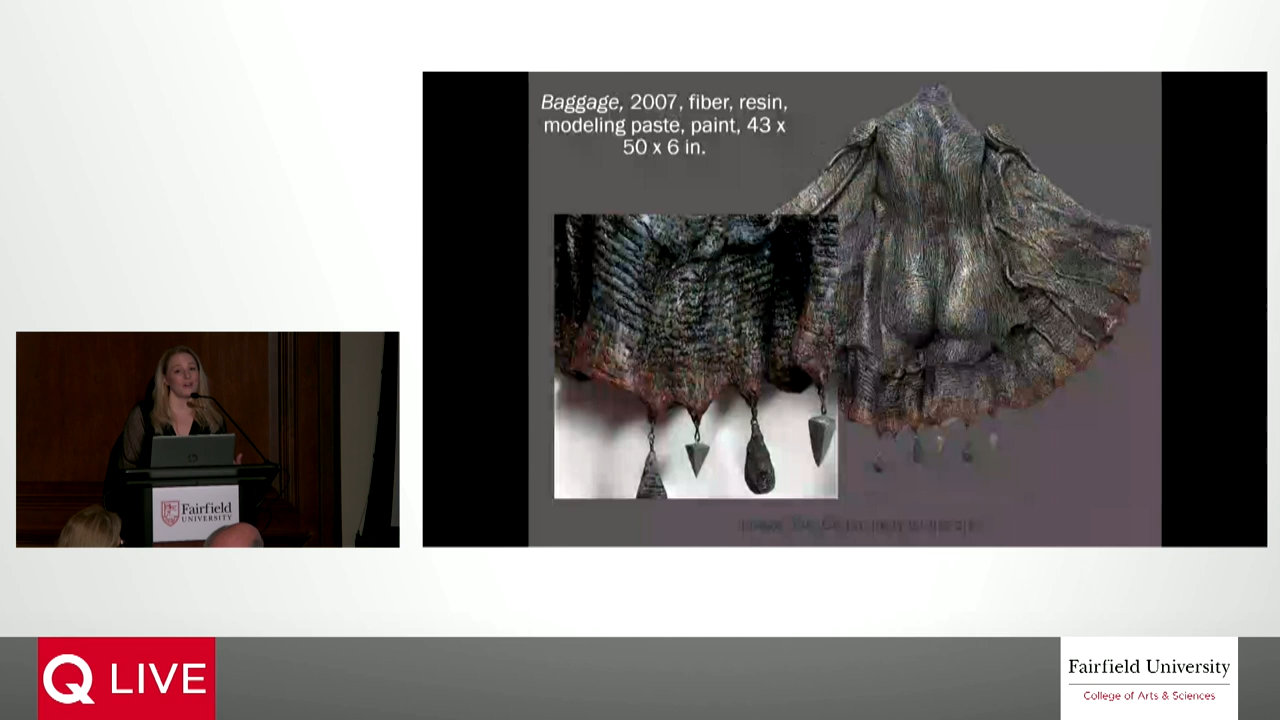 Baggage, 2007, fiber, resin,
modeling paste, paint, 43 x
50 x 6 in.
hp
Fairfield
UNIVERSITY
Q LIVE
Fairfield University
College of Arts & Sciences